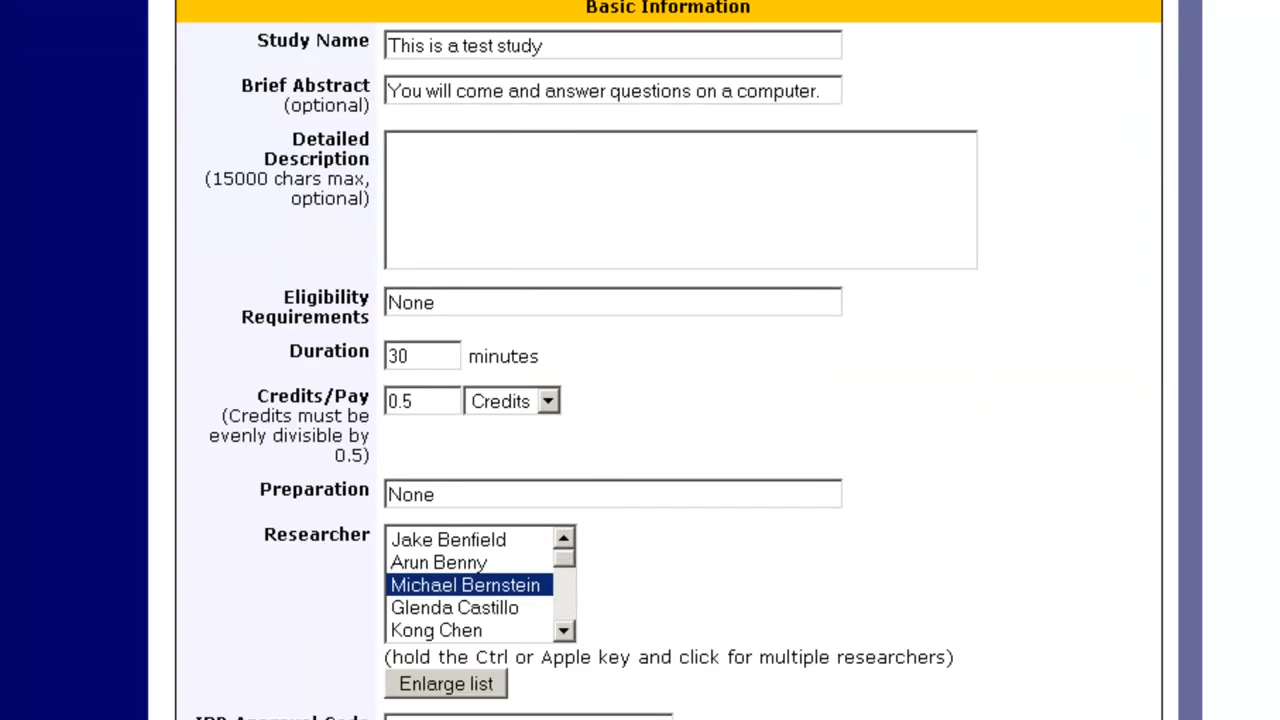 Basic Information
Study Name This is a test study
Brief Abstract You will come and answer questions on a computer.
(optional)
Detailed
Description
(15000 chars max,
optional)
Eligibility None
Requirements
Duration 30 minutes
Credits/Pay 0.5 Credits
(Credits must be
evenly divisible by
0.5)
Preparation None
Researcher Jake Benfield
Arun Benny
Michael Bernstein
Glenda Castillo
Kong Chen
(hold the Ctrl or Apple key and click for multiple researchers)
Enlarge list
IRB Approval Code